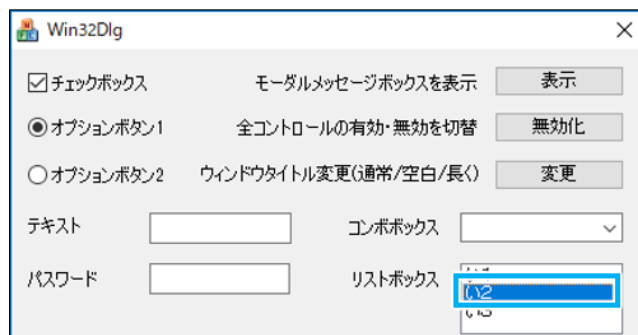 Win32Dlg
チェックボックス モーダルメッセージボックスを表示 表示
オプションボタン1 全コントロールの有効・無効を切替 無効化
オプションボタン2 ウィンドウタイトル変更(通常/空白/長く) 変更
テキスト コンボボックス
パスワード リストボックス
い2